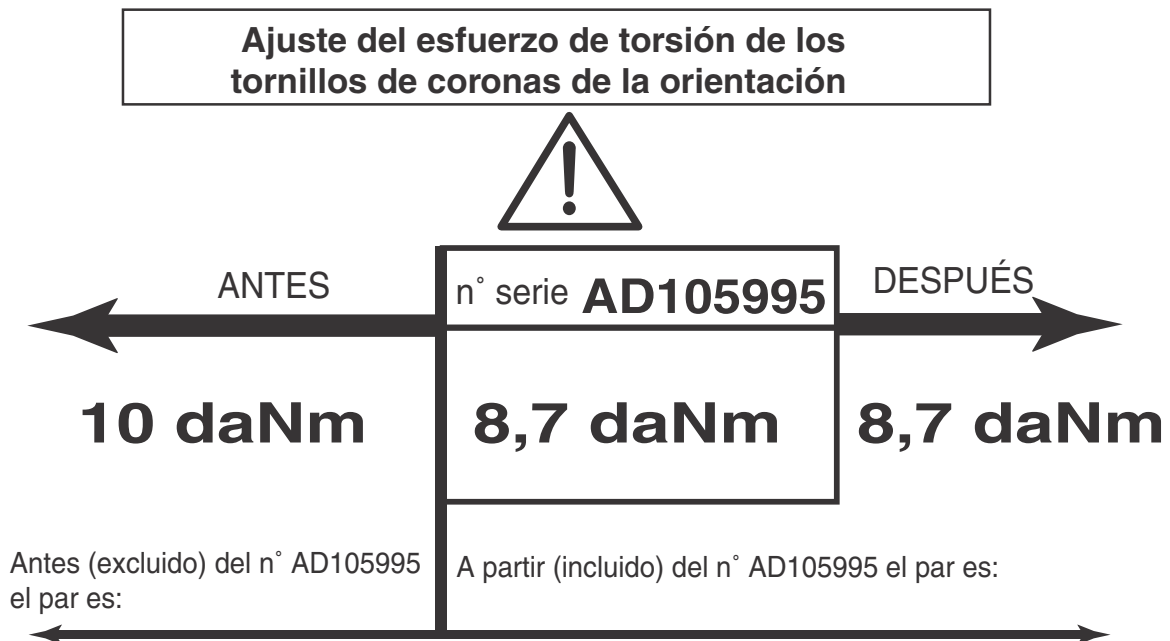 Ajuste del esfuerzo de torsión de los
tornillos de coronas de la orientación
ANTES
n° serie AD105995
DESPUÉS
10 daNm
8,7 daNm
8,7 daNm
Antes (excluido) del n° AD105995
el par es:
A partir (incluido) del n° AD105995 el par es: